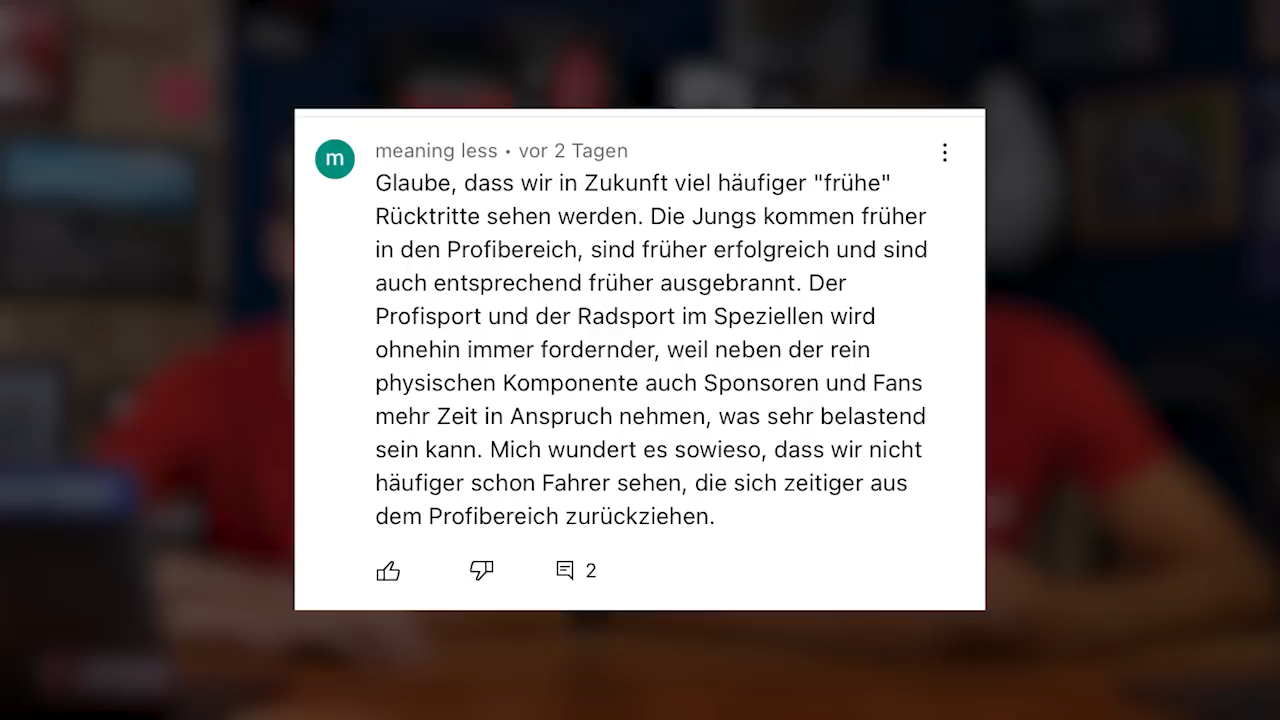 m
meaning less • vor 2 Tagen
Glaube, dass wir in Zukunft viel häufiger "frühe"
Rücktritte sehen werden. Die Jungs kommen früher
in den Profibereich, sind früher erfolgreich und sind
auch entsprechend früher ausgebrannt. Der
Profisport und der Radsport im Speziellen wird
ohnehin immer fordernder, weil neben der rein
physischen Komponente auch Sponsoren und Fans
mehr Zeit in Anspruch nehmen, was sehr belastend
sein kann. Mich wundert es sowieso, dass wir nicht
häufiger schon Fahrer sehen, die sich zeitiger aus
dem Profibereich zurückziehen.
2